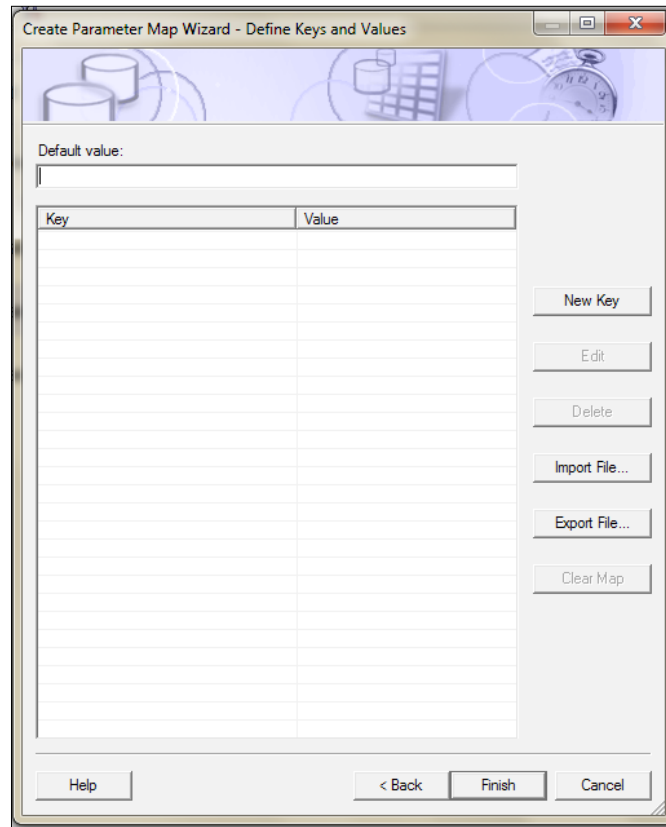 Create Parameter Map Wizard - Define Keys and Values
Default value:
Key Value
New Key
Edit
Delete
Import File...
Export File...
Clear Map
Help < Back Finish Cancel